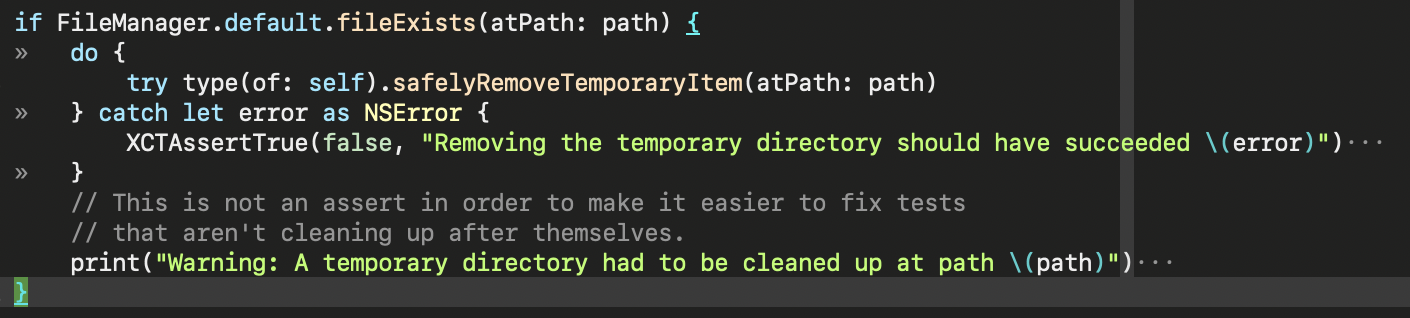 if FileManager.default.fileExists(atPath: path) {
»   do {
        try type(of: self).safelyRemoveTemporaryItem(atPath: path)
»   } catch let error as NSError {
        XCTAssertTrue(false, "Removing the temporary directory should have succeeded \(error)")···
»   }
    // This is not an assert in order to make it easier to fix tests
    // that aren't cleaning up after themselves.
    print("Warning: A temporary directory had to be cleaned up at path \(path)")···
}